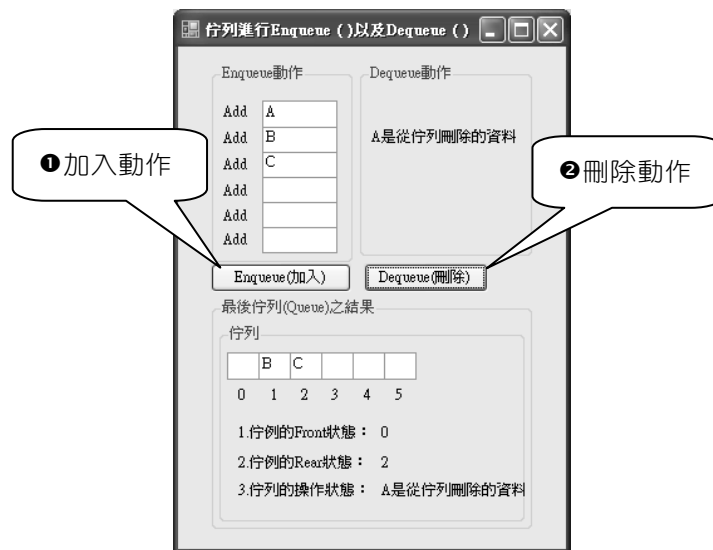 佇列進行Enqueue ()以及Dequeue ()
Enqueue動作
Dequeue動作
Add A
Add B
A是從佇列刪除的資料
Add C
Add
Add
Add
❶加入動作
❷刪除動作
Enqueue(加入)
Dequeue(刪除)
最後佇列(Queue)之結果
佇列
B C
0 1 2 3 4 5
1.佇例的Front狀態： 0
2.佇例的Rear狀態： 2
3.佇列的操作狀態： A是從佇列刪除的資料